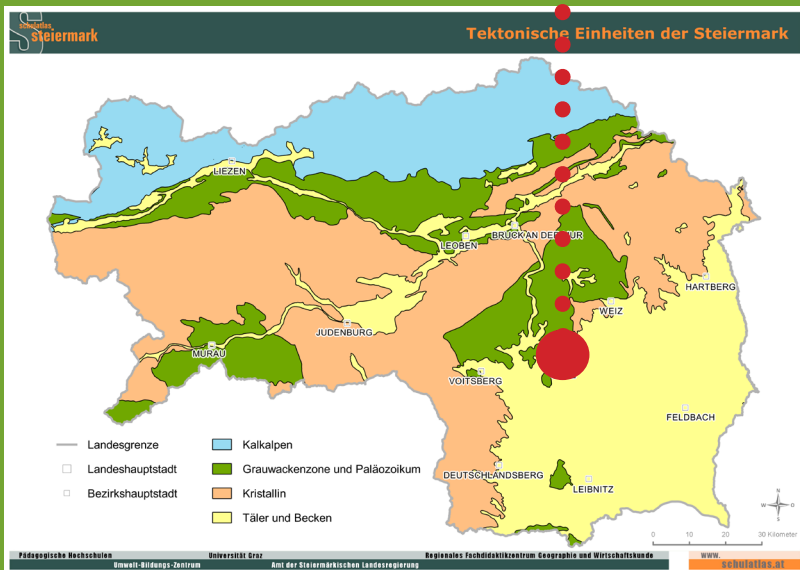 schulatlas
steiermark
Tektonische Einheiten der Steiermark
LIEZEN
BRUCK AN DER MUR
LEOBEN
HARTBERG
WEIZ
JUDENBURG
MURAU
VOITSBERG
FELDBACH
DEUTSCHLANDSBERG
LEIBNITZ
Landesgrenze
Landeshauptstadt
Bezirkshauptstadt
Kalkalpen
Grauwackenzone und Paläozoikum
Kristallin
Täler und Becken
N
W
O
S
0 10 20 30 Kilometer
Pädagogische Hochschulen Universität Graz Regionales Fachdidaktikzentrum Geographie und Wirtschaftskunde
Umwelt-Bildungs-Zentrum Amt der Steiermärkischen Landesregierung
www.
schulatlas.at